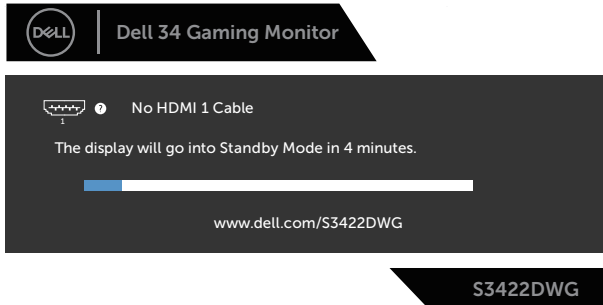 DELL
Dell 34 Gaming Monitor
? No HDMI 1 Cable
1
The display will go into Standby Mode in 4 minutes.
www.dell.com/S3422DWG
S3422DWG